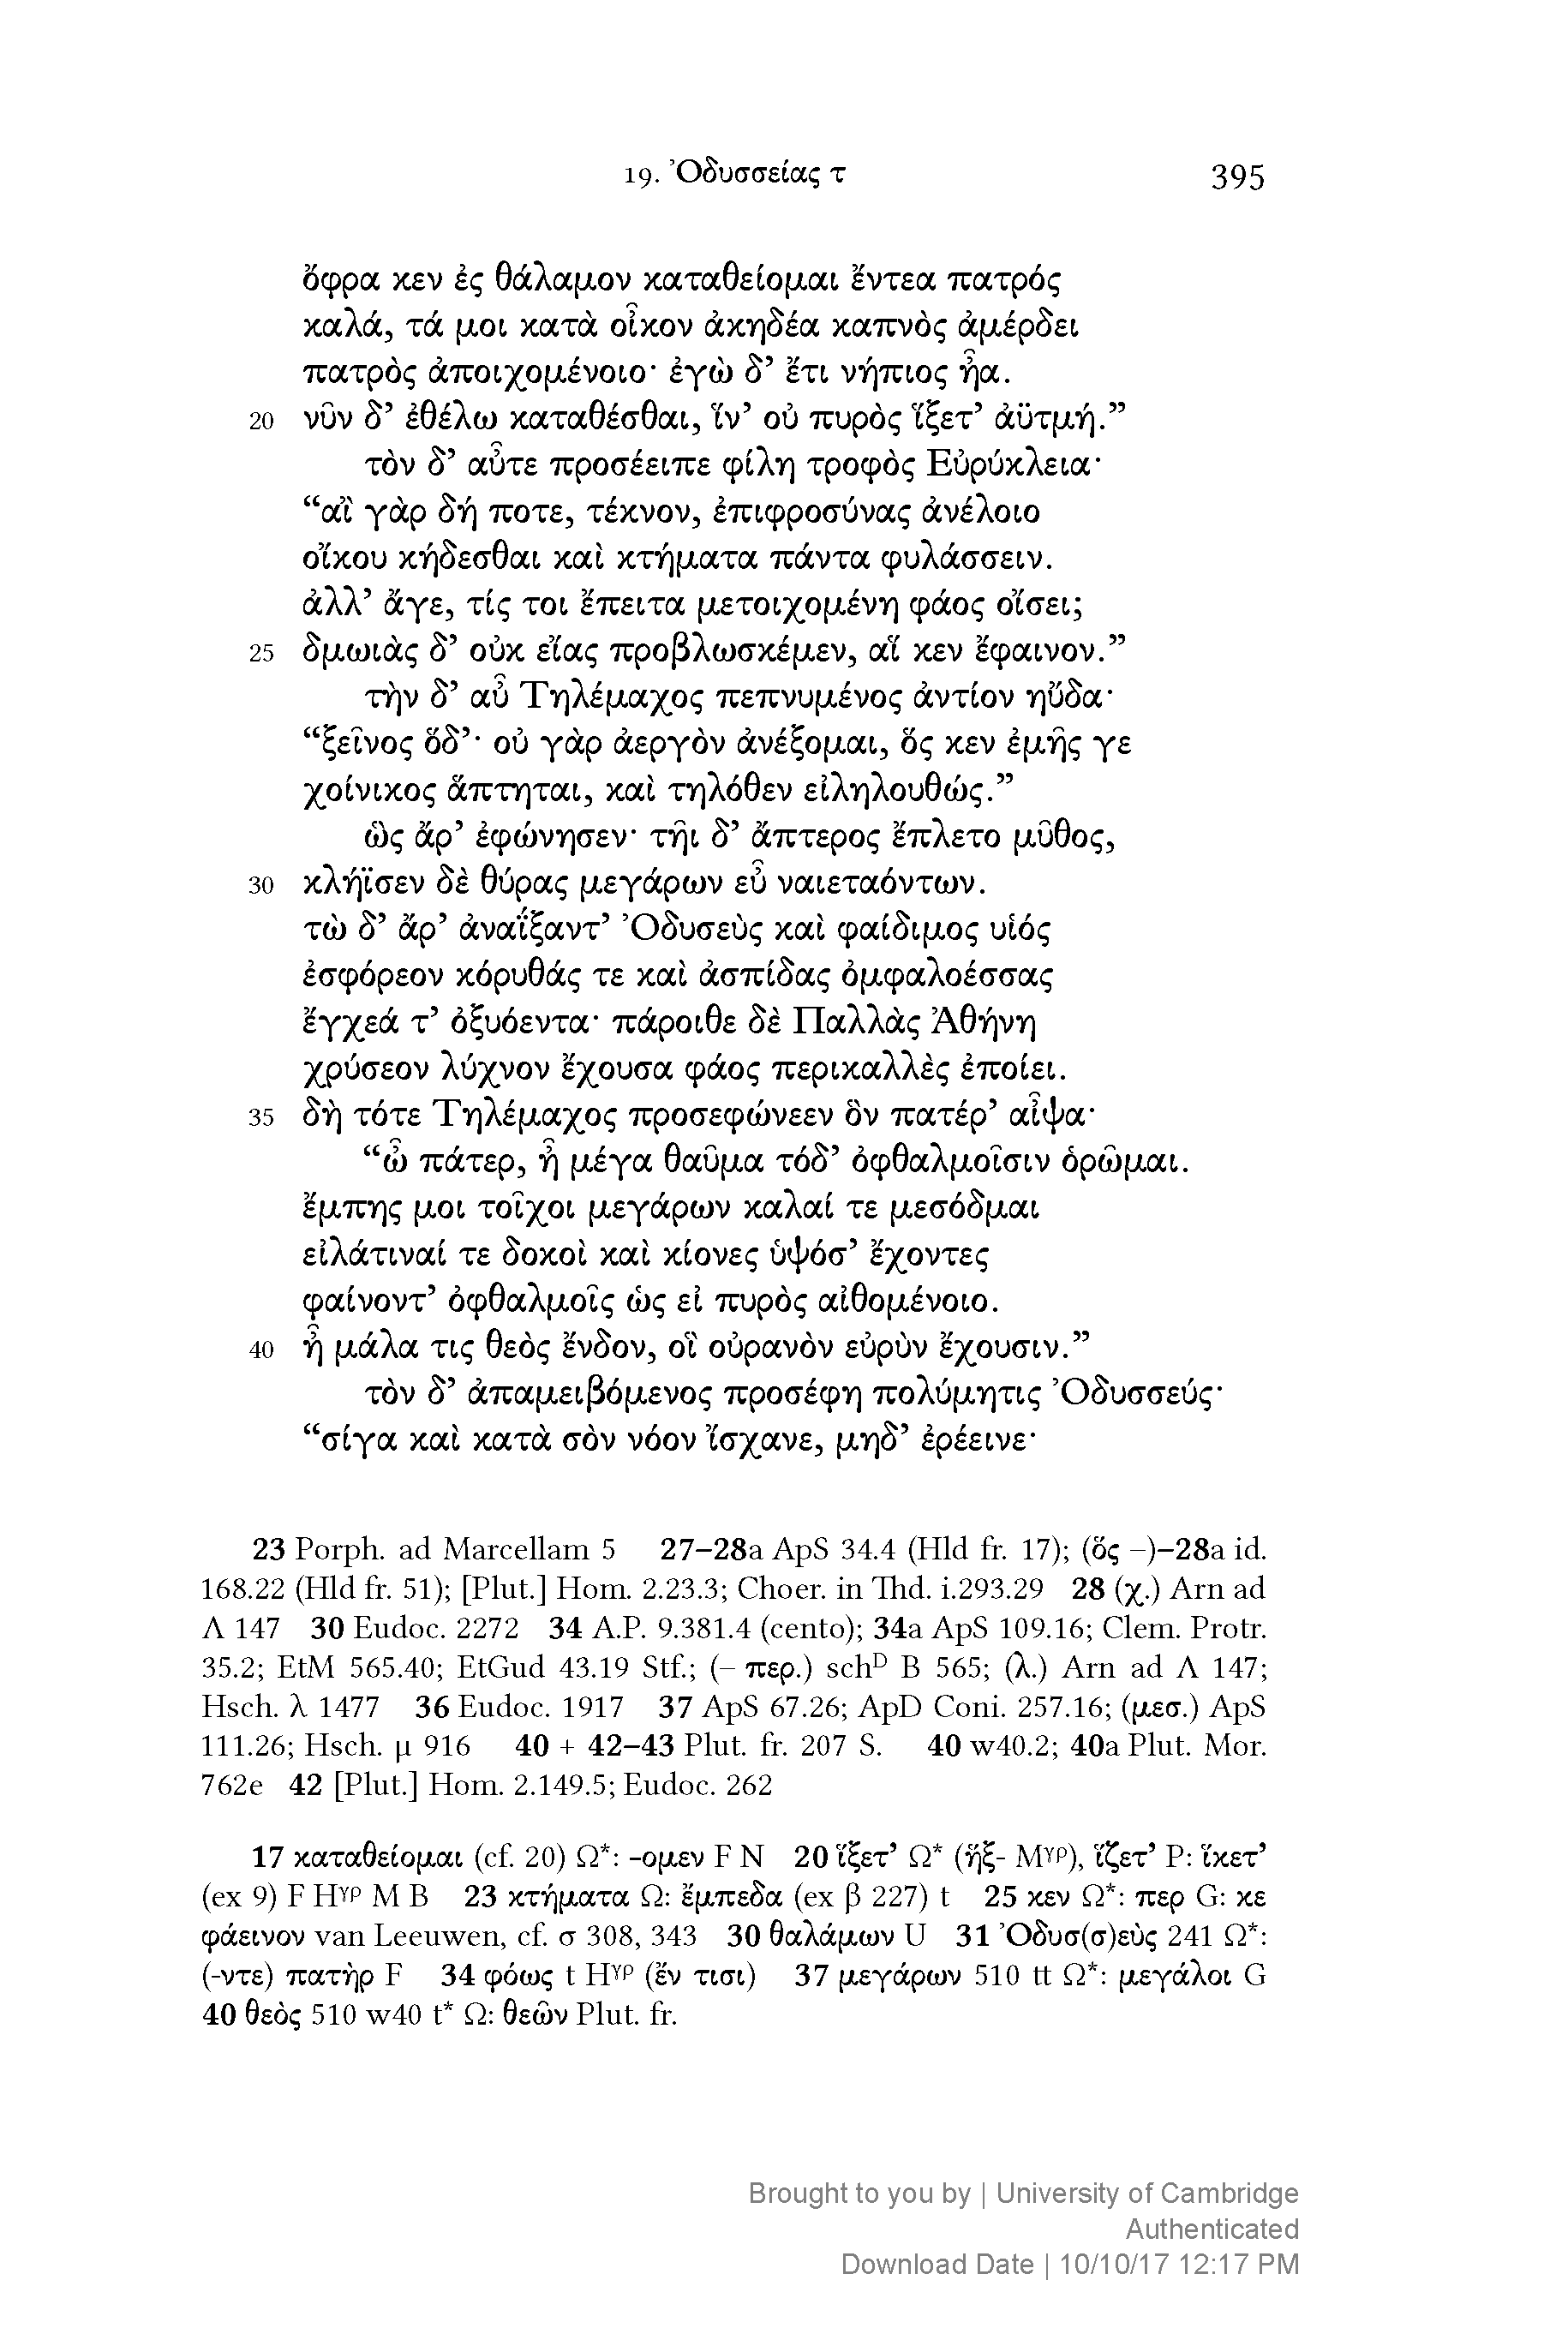 19. Ὀδυσσείας τ 395
ὄφρα κεν ἐς θάλαμον καταθείομαι ἔντεα πατρός
καλά, τά μοι κατὰ οἶκον ἀκηδέα καπνὸς ἀμέρδει
πατρὸς ἀποιχομένοιο· ἐγὼ δ’ ἔτι νήπιος ἦα.
20 νῦν δ’ ἐθέλω καταθέσθαι, ἵν’ οὐ πυρὸς ἵξετ’ ἀϋτμή.”
τὸν δ’ αὖτε προσέειπε φίλη τροφὸς Εὐρύκλεια·
“αἲ γὰρ δή ποτε, τέκνον, ἐπιφροσύνας ἀνέλοιο
οἴκου κήδεσθαι καὶ κτήματα πάντα φυλάσσειν.
ἀλλ’ ἄγε, τίς τοι ἔπειτα μετοιχομένη φάος οἴσει;
25 δμωιὰς δ’ οὐκ εἴας προβλωσκέμεν, αἵ κεν ἔφαινον.”
τὴν δ’ αὖ Τηλέμαχος πεπνυμένος ἀντίον ηὔδα·
“ξεῖνος ὅδ’· οὐ γὰρ ἀεργὸν ἀνέξομαι, ὅς κεν ἐμῆς γε
χοίνικος ἅπτηται, καὶ τηλόθεν εἰληλουθώς.”
ὣς ἄρ’ ἐφώνησεν· τῆι δ’ ἄπτερος ἔπλετο μῦθος,
30 κλήϊσεν δὲ θύρας μεγάρων εὖ ναιεταόντων.
τὼ δ’ ἄρ’ ἀναΐξαντ’ Ὀδυσεὺς καὶ φαίδιμος υἱός
ἐσφόρεον κόρυθάς τε καὶ ἀσπίδας ὀμφαλοέσσας
ἔγχεά τ’ ὀξυόεντα· πάροιθε δὲ Παλλὰς Ἀθήνη
χρύσεον λύχνον ἔχουσα φάος περικαλλὲς ἐποίει.
35 δὴ τότε Τηλέμαχος προσεφώνεεν ὃν πατέρ’ αἶψα·
“ὦ πάτερ, ἦ μέγα θαῦμα τόδ’ ὀφθαλμοῖσιν ὁρῶμαι.
ἔμπης μοι τοῖχοι μεγάρων καλαί τε μεσόδμαι
εἰλάτιναί τε δοκοὶ καὶ κίονες ὑψόσ’ ἔχοντες
φαίνοντ’ ὀφθαλμοῖς ὡς εἰ πυρὸς αἰθομένοιο.
40 ἦ μάλα τις θεὸς ἔνδον, οἳ οὐρανὸν εὐρὺν ἔχουσιν.”
τὸν δ’ ἀπαμειβόμενος προσέφη πολύμητις Ὀδυσσεύς·
“σίγα καὶ κατὰ σὸν νόον ἴσχανε, μηδ’ ἐρέεινε·
23 Porph. ad Marcellam 5 27–28a ApS 34.4 (Hld fr. 17); (ὅς –)–28a id.
168.22 (Hld fr. 51); [Plut.] Hom. 2.23.3; Choer. in Thd. i.293.29 28 (χ.) Arn ad
Λ 147 30 Eudoc. 2272 34 A.P. 9.381.4 (cento); 34a ApS 109.16; Clem. Protr.
35.2; EtM 565.40; EtGud 43.19 Stf.; (– περ.) schᴰ B 565; (λ.) Arn ad Λ 147;
Hsch. λ 1477 36 Eudoc. 1917 37 ApS 67.26; ApD Coni. 257.16; (μεσ.) ApS
111.26; Hsch. μ 916 40 + 42–43 Plut. fr. 207 S. 40 w40.2; 40a Plut. Mor.
762e 42 [Plut.] Hom. 2.149.5; Eudoc. 262
17 καταθείομαι (cf. 20) Ω*: -ομεν F N 20 ἵξετ’ Ω* (ἥξ- Mᵞᵖ), ἵζετ’ P: ἵκετ’
(ex 9) F Hᵞᵖ M B 23 κτήματα Ω: ἔμπεδα (ex β 227) t 25 κεν Ω*: περ G: κε
φάεινον van Leeuwen, cf. σ 308, 343 30 θαλάμων U 31 Ὀδυσ(σ)εὺς 241 Ω*:
(-ντε) πατὴρ F 34 φόως t Hᵞᵖ (ἔν τισι) 37 μεγάρων 510 tt Ω*: μεγάλοι G
40 θεὸς 510 w40 t* Ω: θεῶν Plut. fr.
Brought to you by | University of Cambridge
Authenticated
Download Date | 10/10/17 12:17 PM